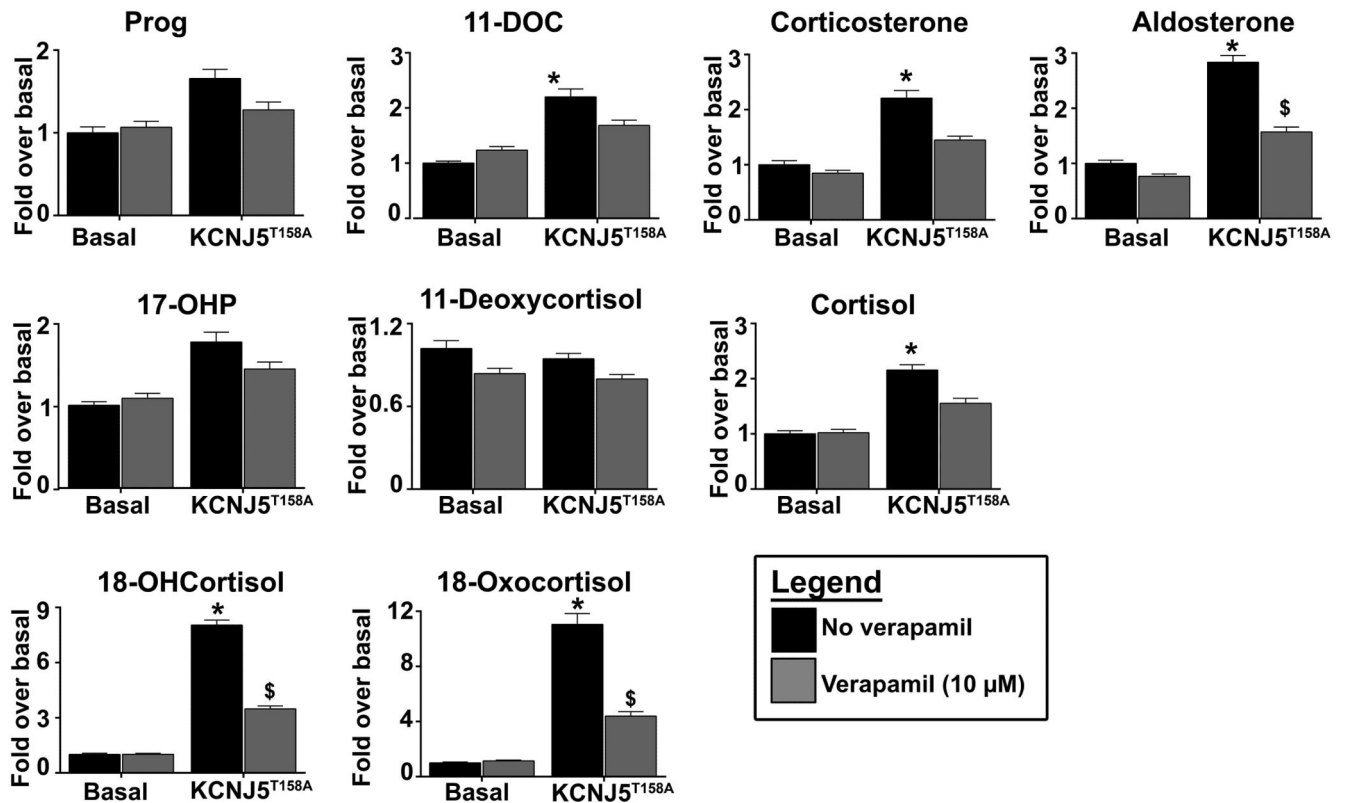 Prog
Fold over basal
2
1
0
Basal
KCNJ5T158A
11-DOC
Fold over basal
3
2
1
0
*
Basal
KCNJ5T158A
Corticosterone
Fold over basal
3
2
1
0
*
Basal
KCNJ5T158A
Aldosterone
Fold over basal
3
2
1
0
*
$
Basal
KCNJ5T158A
17-OHP
Fold over basal
2
1
0
Basal
KCNJ5T158A
11-Deoxycortisol
Fold over basal
1.2
0.6
0
Basal
KCNJ5T158A
Cortisol
Fold over basal
3
2
1
0
*
Basal
KCNJ5T158A
18-OHCortisol
Fold over basal
9
6
3
0
*
$
Basal
KCNJ5T158A
18-Oxocortisol
Fold over basal
12
8
4
0
*
$
Basal
KCNJ5T158A
Legend
No verapamil
Verapamil (10 µM)